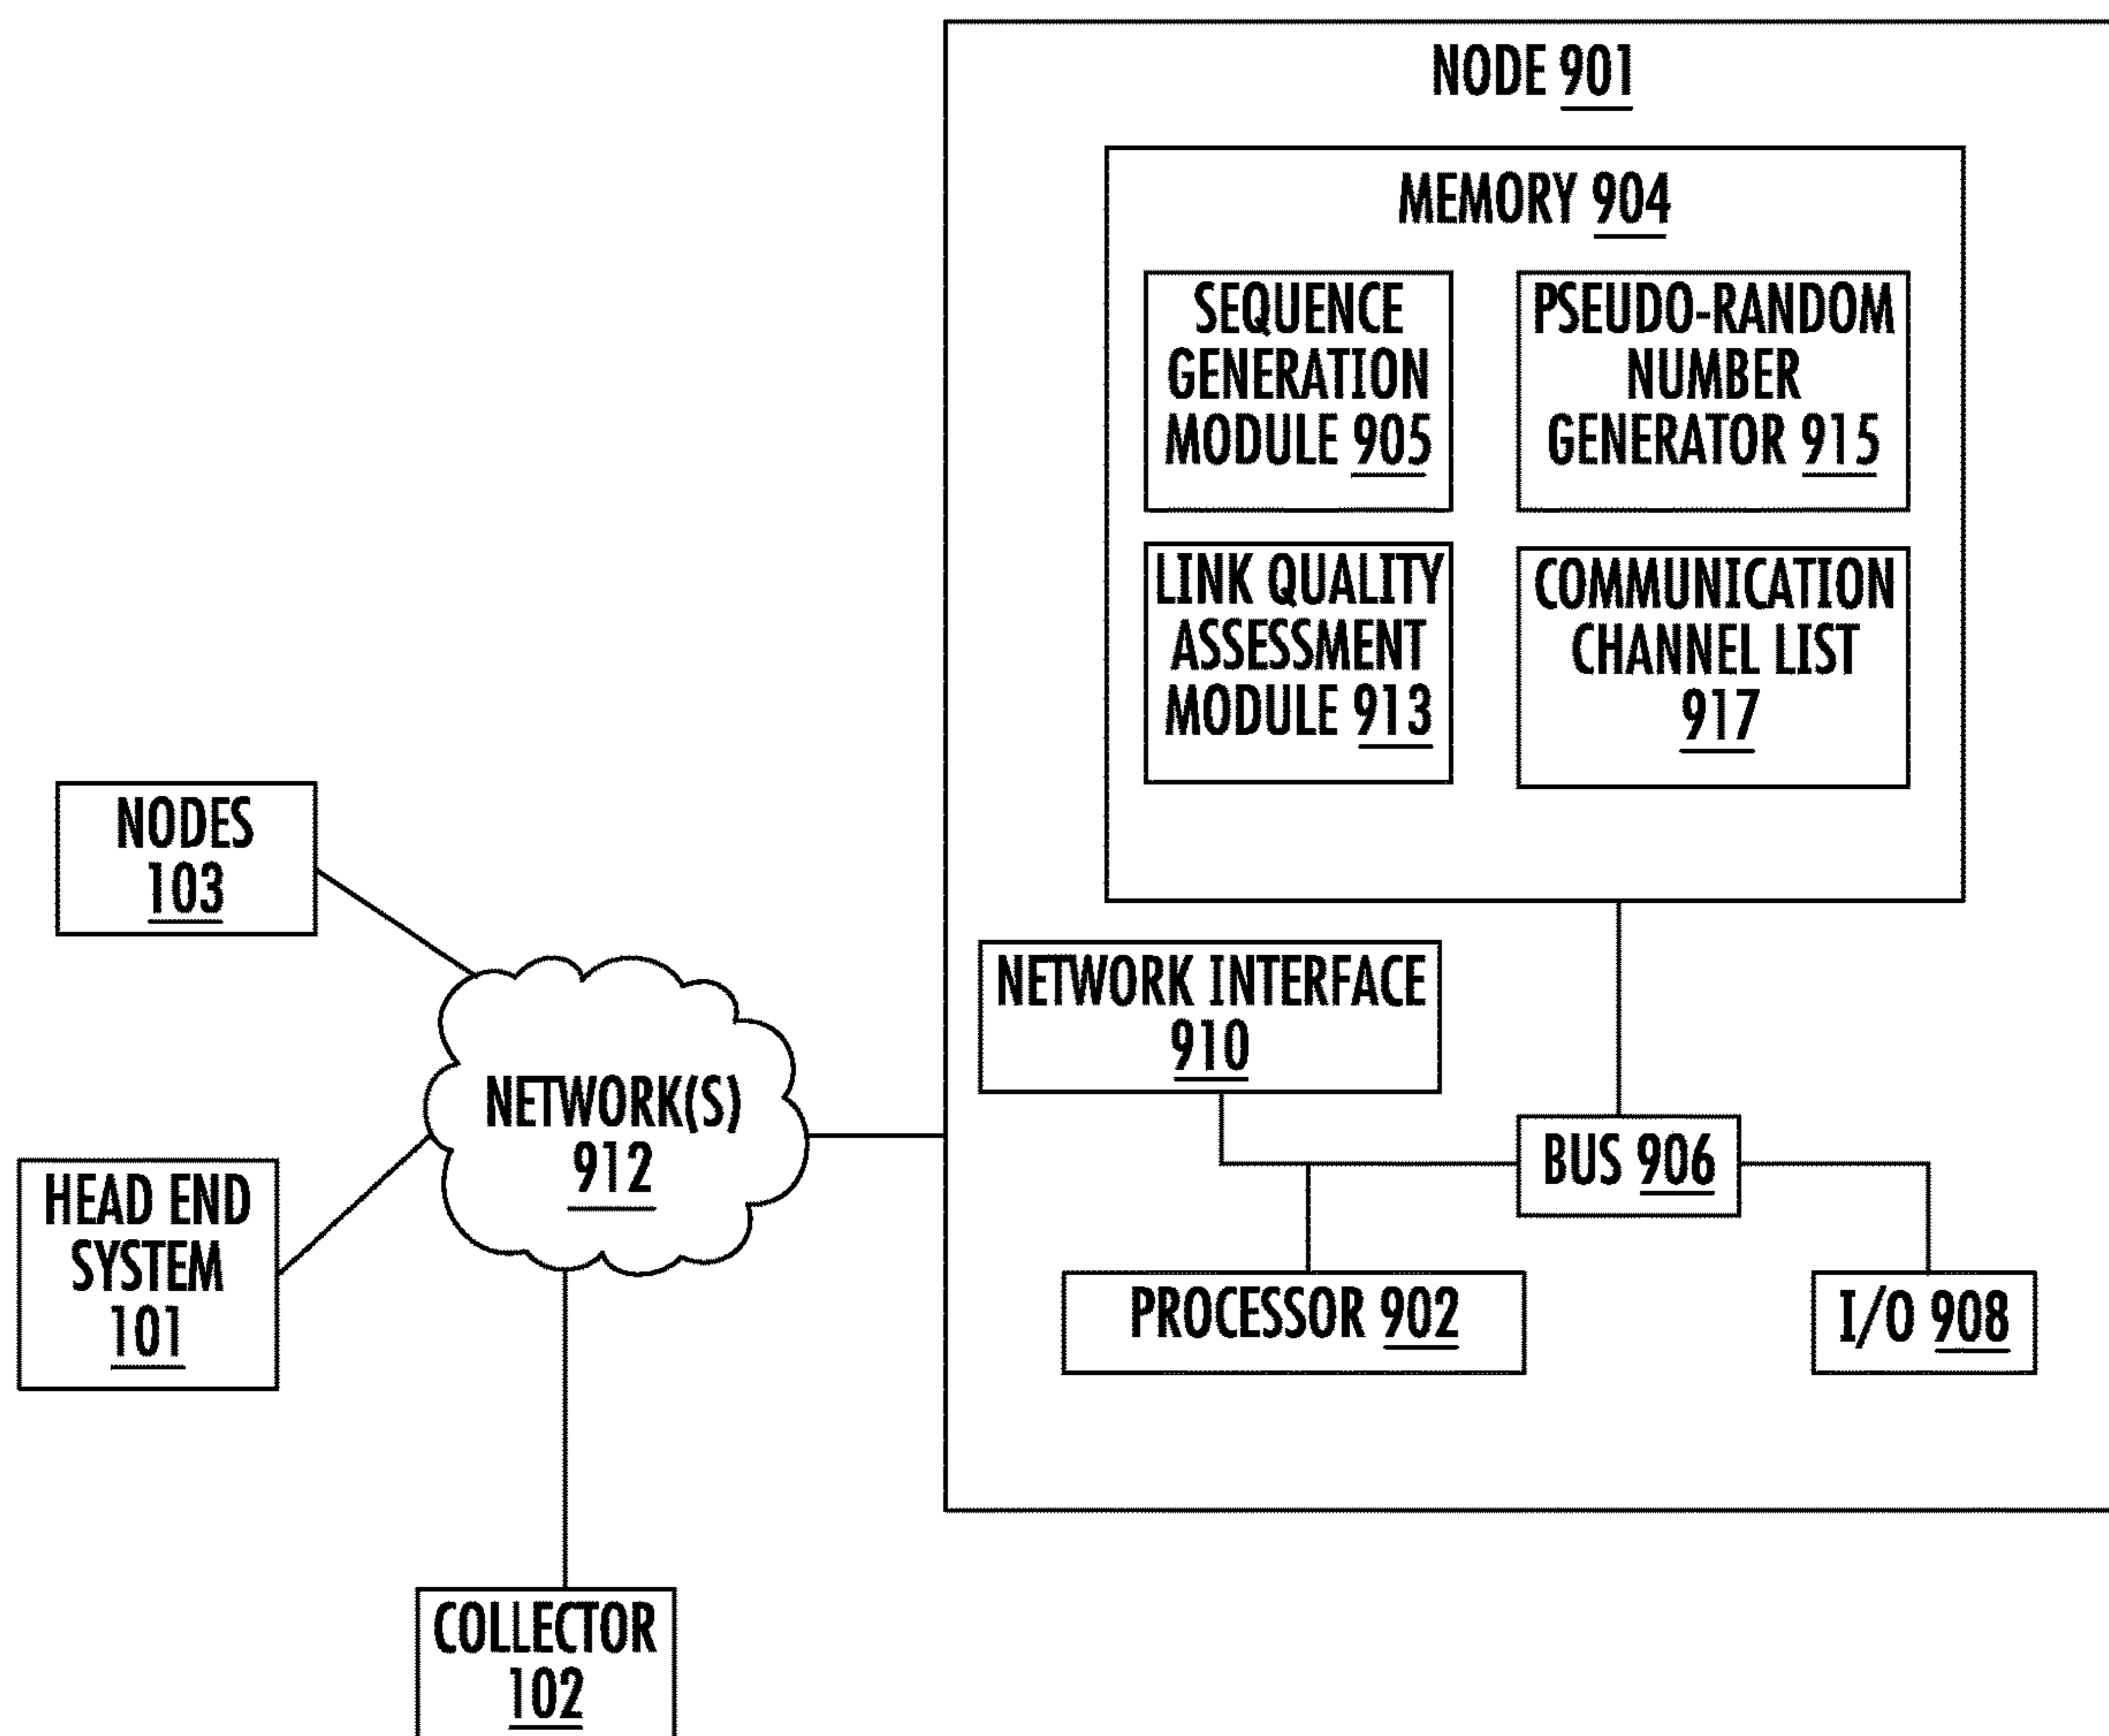 NODE 901
MEMORY 904
SEQUENCE
GENERATION
MODULE 905
PSEUDO-RANDOM
NUMBER
GENERATOR 915
LINK QUALITY
ASSESSMENT
MODULE 913
COMMUNICATION
CHANNEL LIST
917
NODES
103
NETWORK INTERFACE
910
NETWORK(S)
912
BUS 906
HEAD END
SYSTEM
101
PROCESSOR 902
I/O 908
COLLECTOR
102